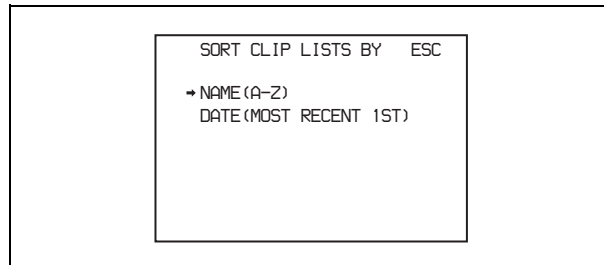 SORT CLIP LISTS BY ESC
➡NAME(A-Z)
DATE(MOST RECENT 1ST)